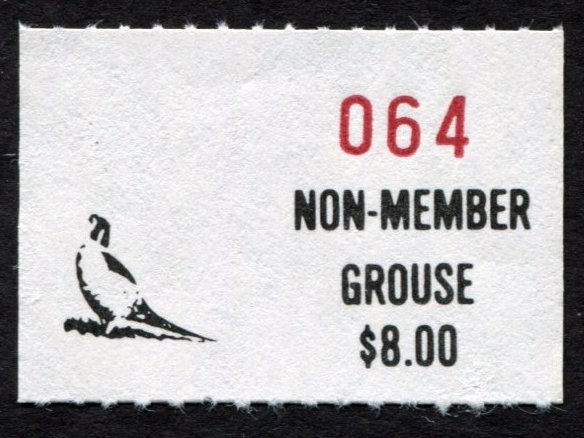 064
NON-MEMBER
GROUSE
$8.00